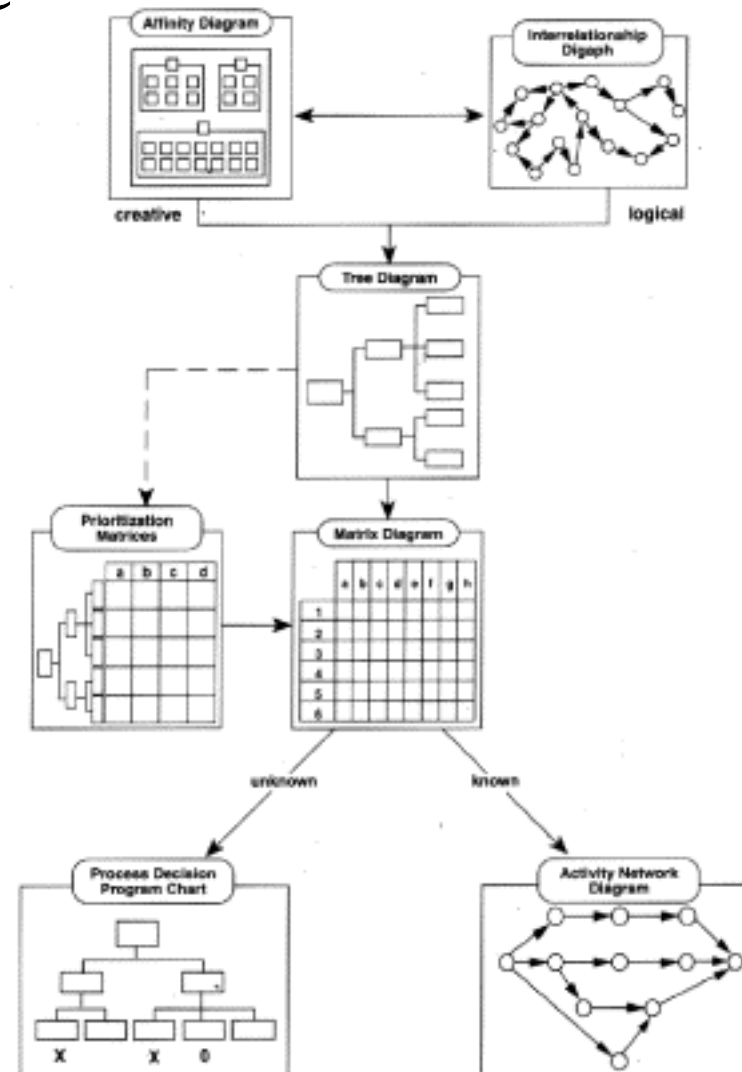 Affinity Diagram
Interrelationship
Digaph
creative
logical
Tree Diagram
Prioritization
Matrices
a b c d
Matrix Diagram
a b c d e f g h
1
2
3
4
5
6
unknown
known
Process Decision
Program Chart
X X 0
Activity Network
Diagram